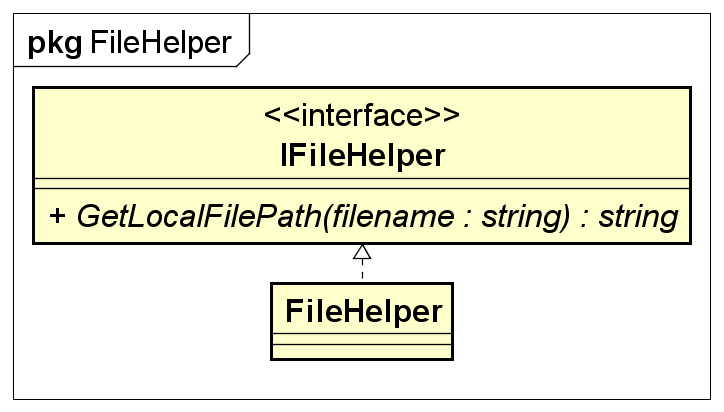 pkg FileHelper
<<interface>>
IFileHelper
+ GetLocalFilePath(filename : string) : string
FileHelper